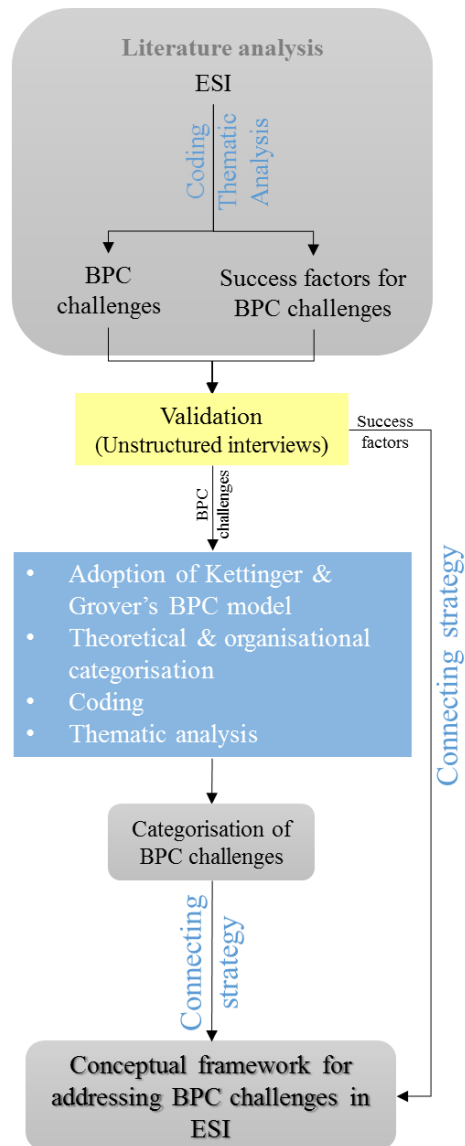 Literature analysis
ESI
Coding
Thematic
Analysis
BPC
challenges
Success factors for
BPC challenges
Validation
(Unstructured interviews)
Success
factors
BPC
challenges
• Adoption of Kettinger &
Grover's BPC model
• Theoretical & organisational
categorisation
• Coding
• Thematic analysis
Connecting strategy
Categorisation of
BPC challenges
Connecting
strategy
Conceptual framework for
addressing BPC challenges in
ESI